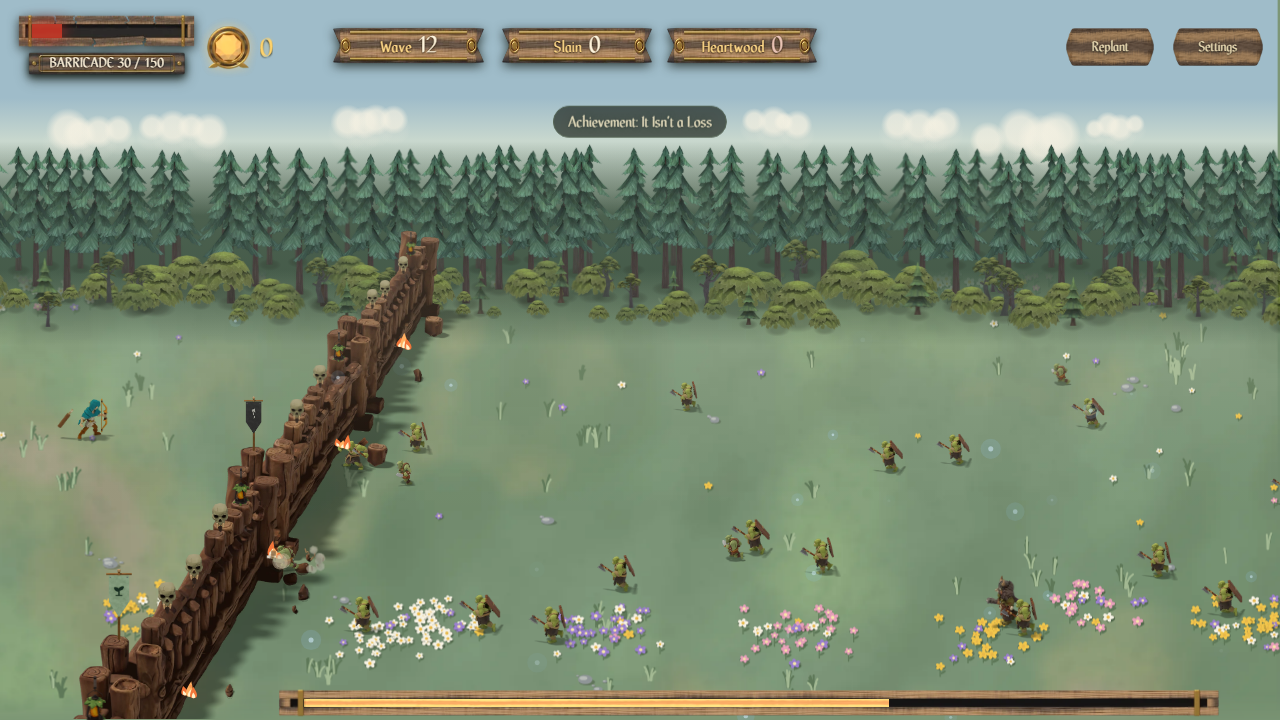 BARRICADE 30 / 150
0
Wave 12
Slain 0
Heartwood 0
Replant
Settings
Achievement: It Isn't a Loss